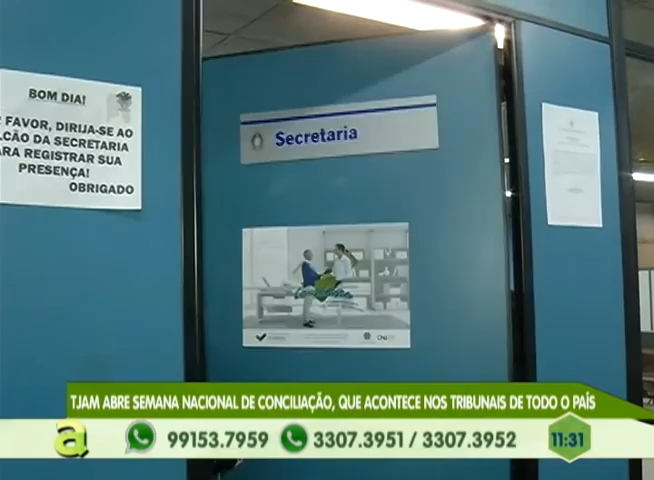 BOM DIA!
FAVOR, DIRIJA-SE AO
LCÃO DA SECRETARIA
ARA REGISTRAR SUA
PRESENÇA!
OBRIGADO
Secretaria
CNJ
TJAM ABRE SEMANA NACIONAL DE CONCILIAÇÃO, QUE ACONTECE NOS TRIBUNAIS DE TODO O PAÍS
a 99153.7959 3307.3951 / 3307.3952 11:31